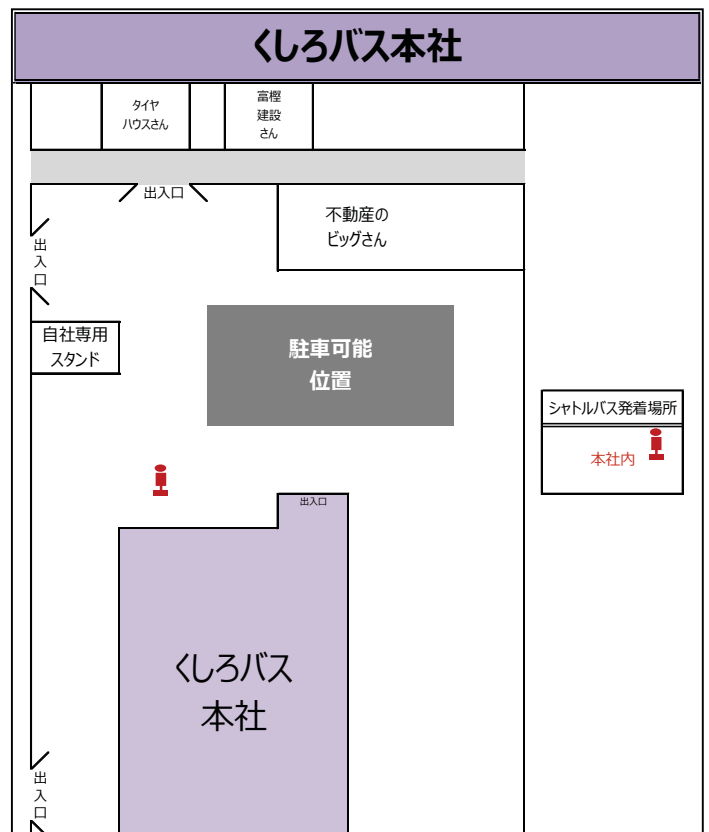 くしろバス本社
タイヤ
ハウスさん
富樫
建設
さん
出入口
不動産の
ビッグさん
出入口
自社専用
スタンド
駐車可能
位置
シャトルバス発着場所
本社内
出入口
くしろバス
本社
出入口